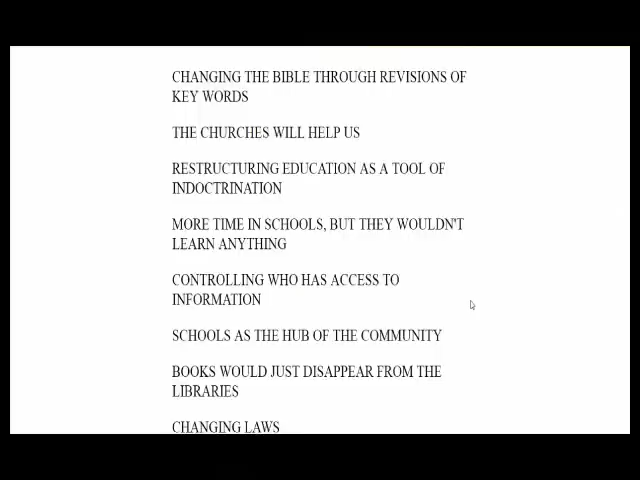 CHANGING THE BIBLE THROUGH REVISIONS OF
KEY WORDS
THE CHURCHES WILL HELP US
RESTRUCTURING EDUCATION AS A TOOL OF
INDOCTRINATION
MORE TIME IN SCHOOLS, BUT THEY WOULDN'T
LEARN ANYTHING
CONTROLLING WHO HAS ACCESS TO
INFORMATION
SCHOOLS AS THE HUB OF THE COMMUNITY
BOOKS WOULD JUST DISAPPEAR FROM THE
LIBRARIES
CHANGING LAWS